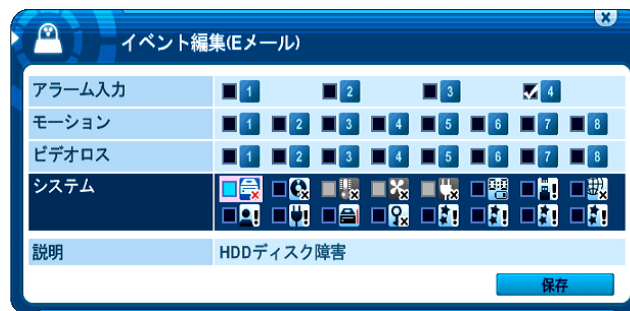 イベント編集(Eメール)
アラーム入力 1 2 3 4
モーション 1 2 3 4 5 6 7 8
ビデオロス 1 2 3 4 5 6 7 8
システム
説明 HDDディスク障害
保存